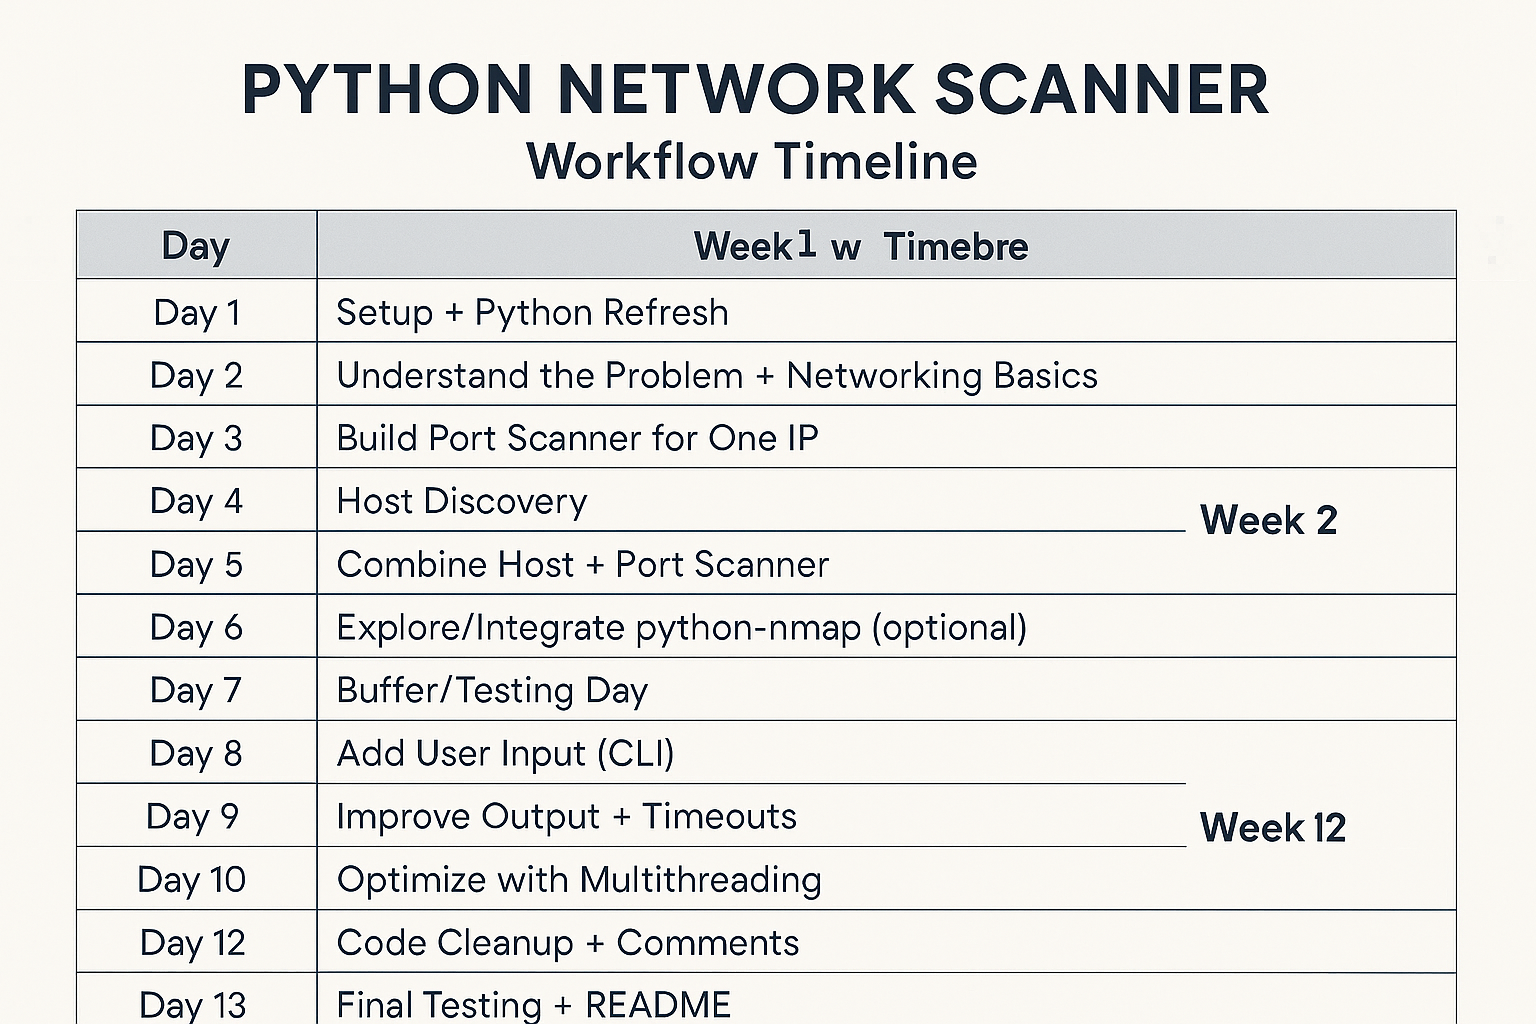 PYTHON NETWORK SCANNER
Workflow Timeline
Day Week1 w Timebre
Day 1 Setup + Python Refresh
Day 2 Understand the Problem + Networking Basics
Day 3 Build Port Scanner for One IP
Day 4 Host Discovery
Week 2
Day 5 Combine Host + Port Scanner
Day 6 Explore/Integrate python-nmap (optional)
Day 7 Buffer/Testing Day
Day 8 Add User Input (CLI)
Day 9 Improve Output + Timeouts
Week 12
Day 10 Optimize with Multithreading
Day 12 Code Cleanup + Comments
Day 13 Final Testing + README